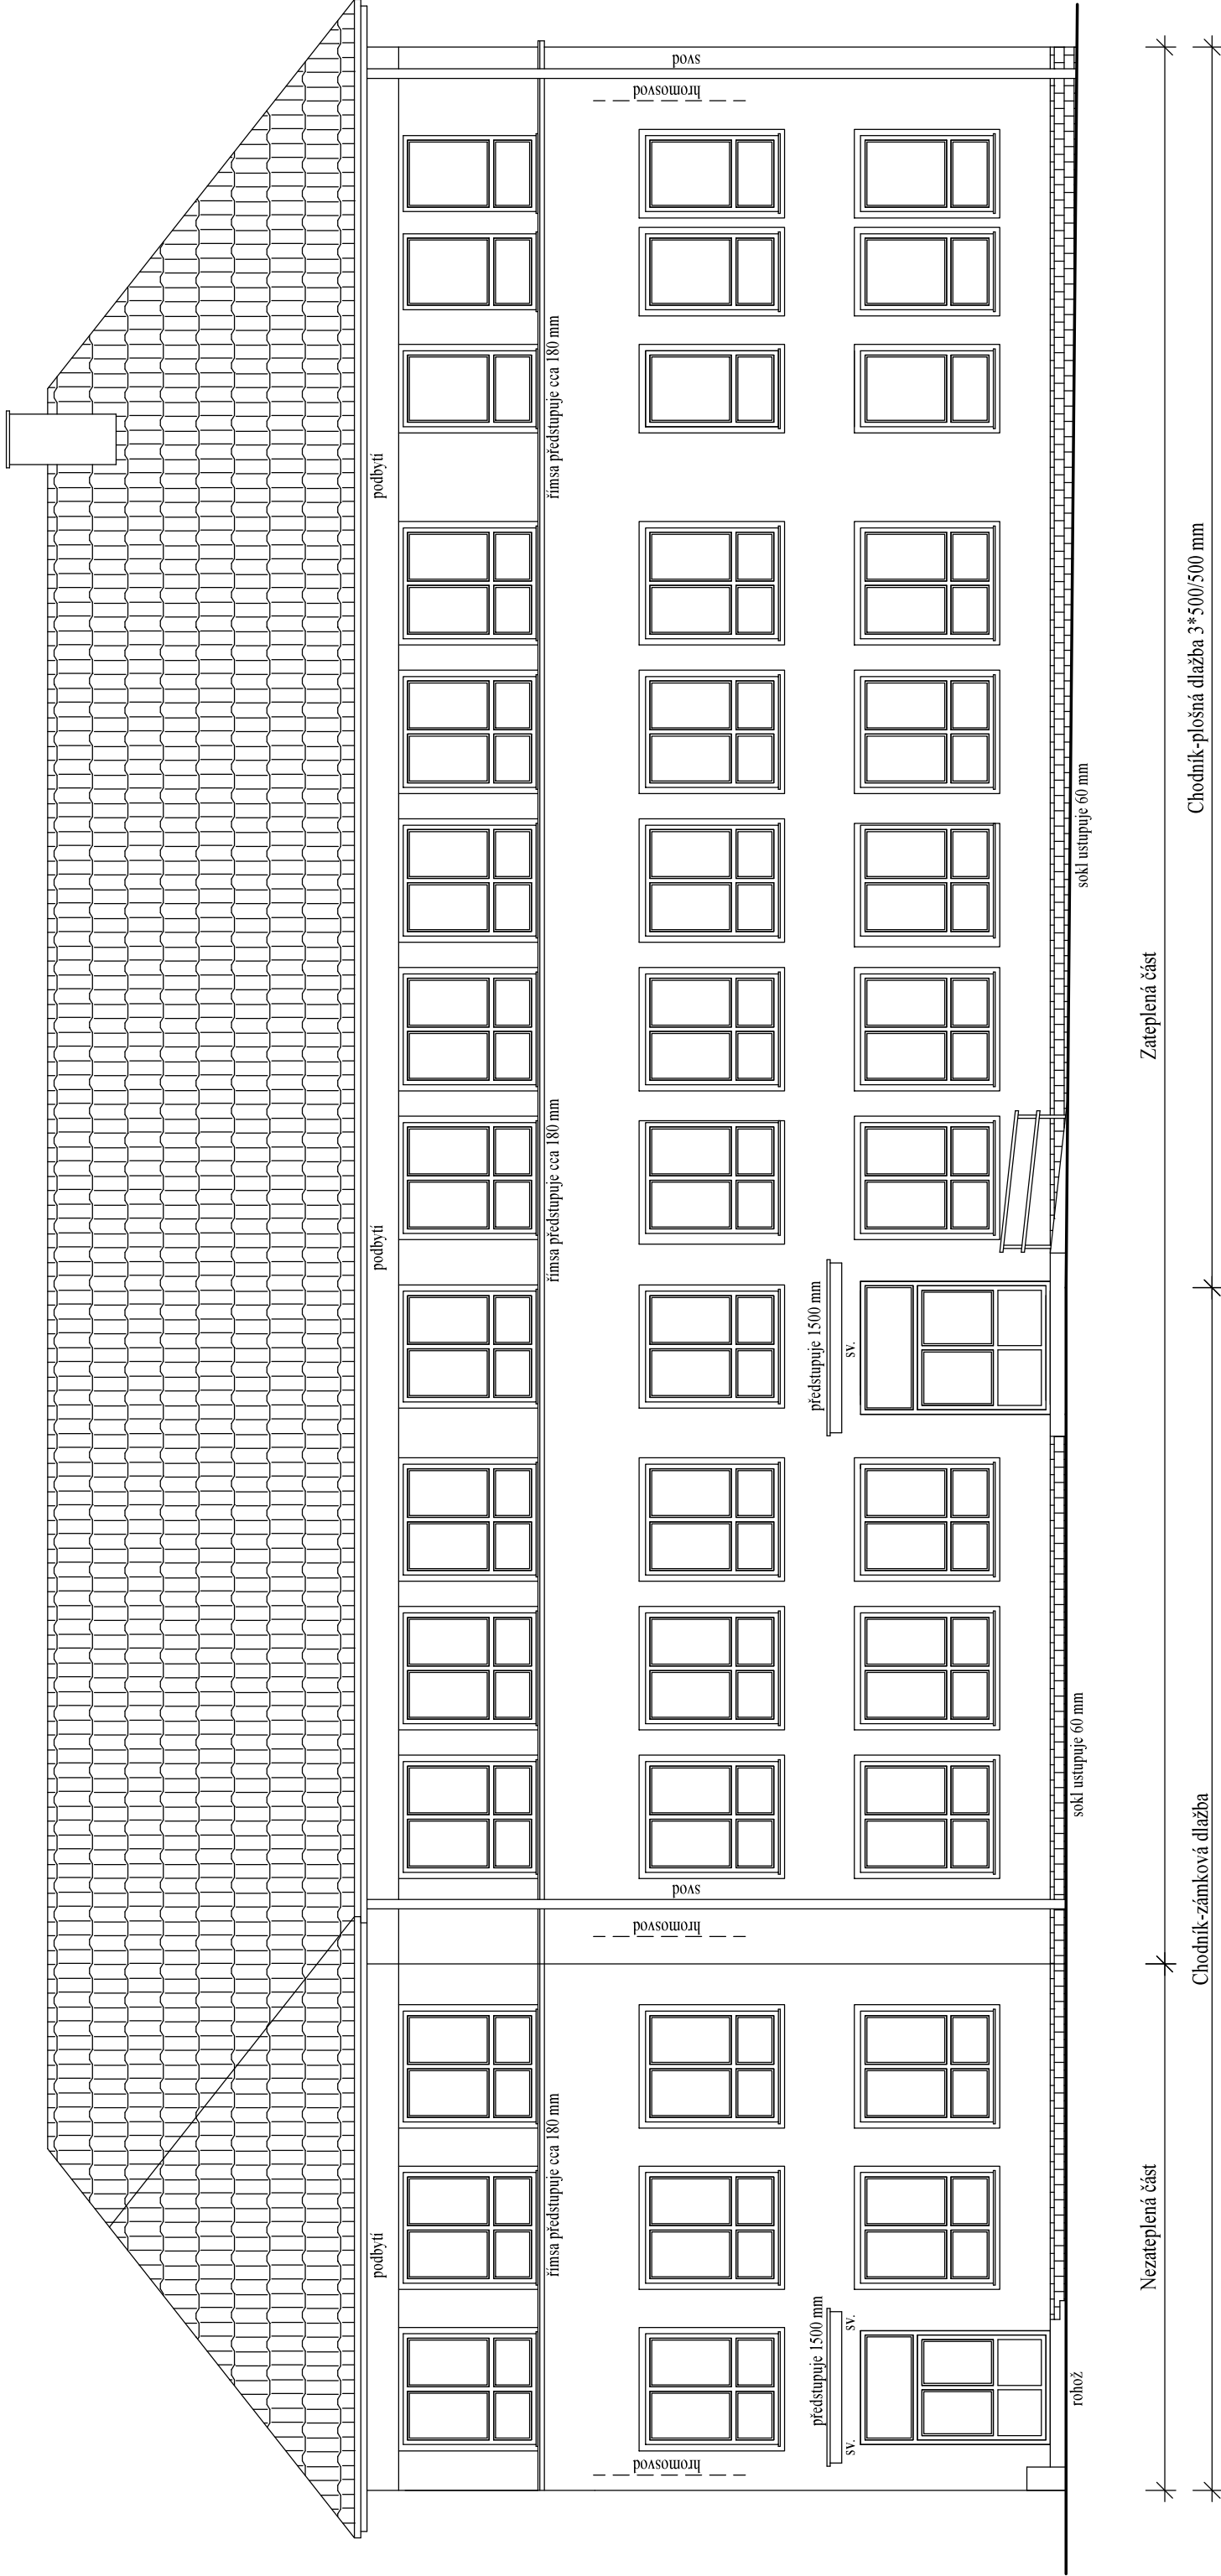 podbytí
podbytí
podbytí
římsa předstupuje cca 180 mm
římsa předstupuje cca 180 mm
římsa předstupuje cca 180 mm
hromosvod
hromosvod
hromosvod
svod
svod
předstupuje 1500 mm
sv.
sv.
předstupuje 1500 mm
sv.
rohož
sokl ustupuje 60 mm
sokl ustupuje 60 mm
Nezateplená část
Zateplená část
Chodník-zámková dlažba
Chodník-plošná dlažba 3*500/500 mm